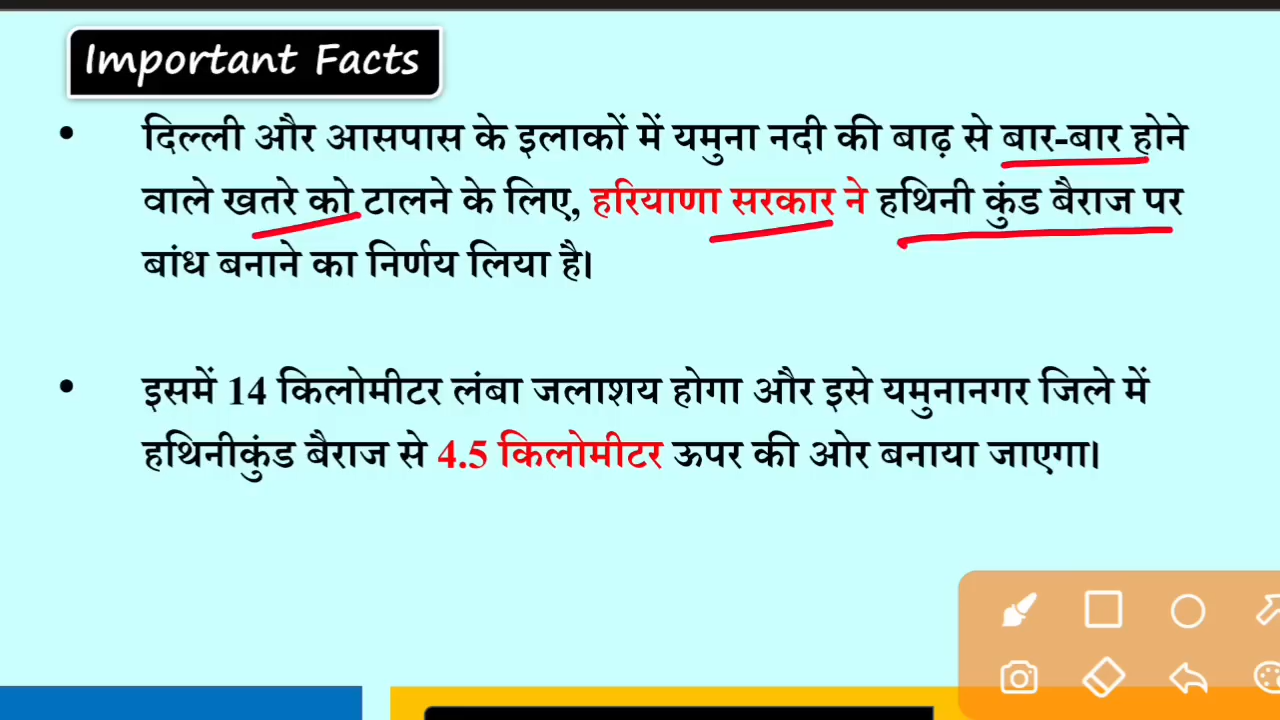 Important Facts
• दिल्ली और आसपास के इलाकों में यमुना नदी की बाढ़ से बार-बार होने
वाले खतरे को टालने के लिए, हरियाणा सरकार ने हथिनी कुंड बैराज पर
बांध बनाने का निर्णय लिया है।
• इसमें 14 किलोमीटर लंबा जलाशय होगा और इसे यमुनानगर जिले में
हथिनीकुंड बैराज से 4.5 किलोमीटर ऊपर की ओर बनाया जाएगा।